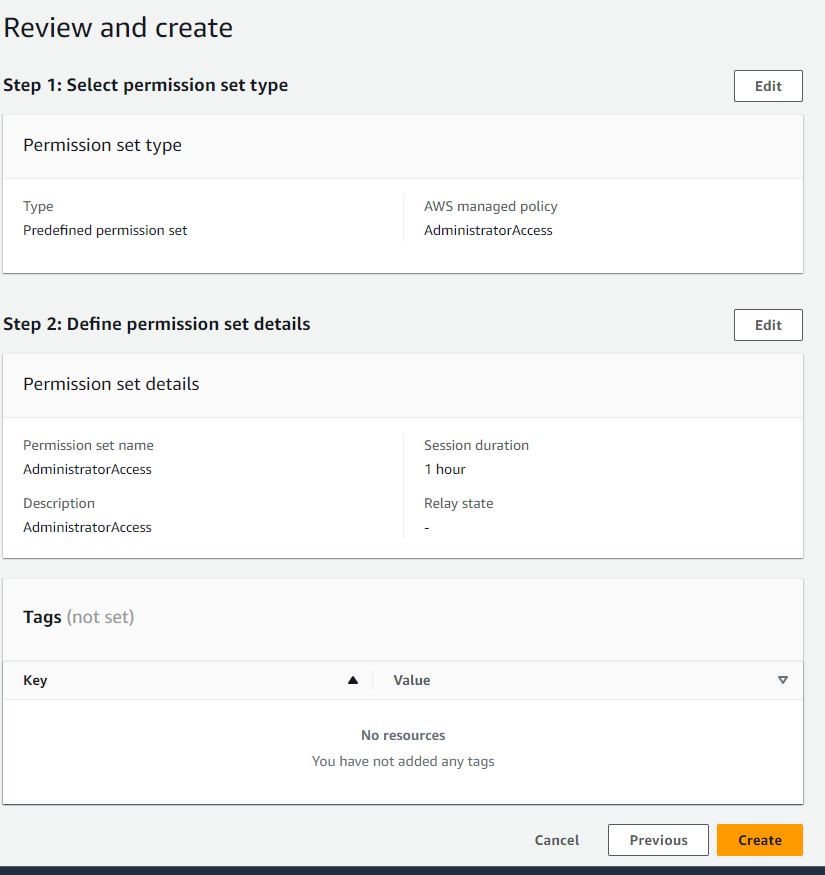 Review and create
Step 1: Select permission set type
Edit
Permission set type
Type
Predefined permission set
AWS managed policy
AdministratorAccess
Step 2: Define permission set details
Edit
Permission set details
Permission set name
AdministratorAccess
Session duration
1 hour
Description
AdministratorAccess
Relay state
-
Tags (not set)
Key
Value
No resources
You have not added any tags
Cancel
Previous
Create